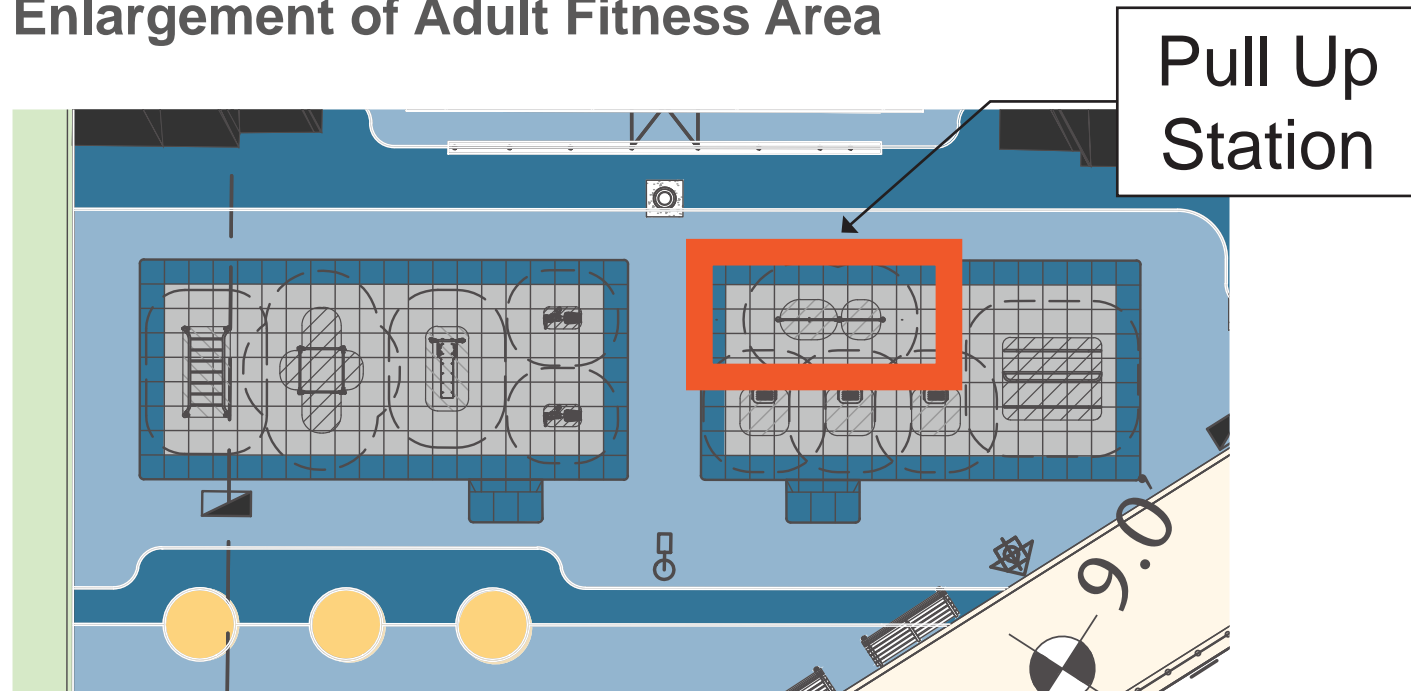 Enlargement of Adult Fitness Area
Pull Up
Station
9.0'